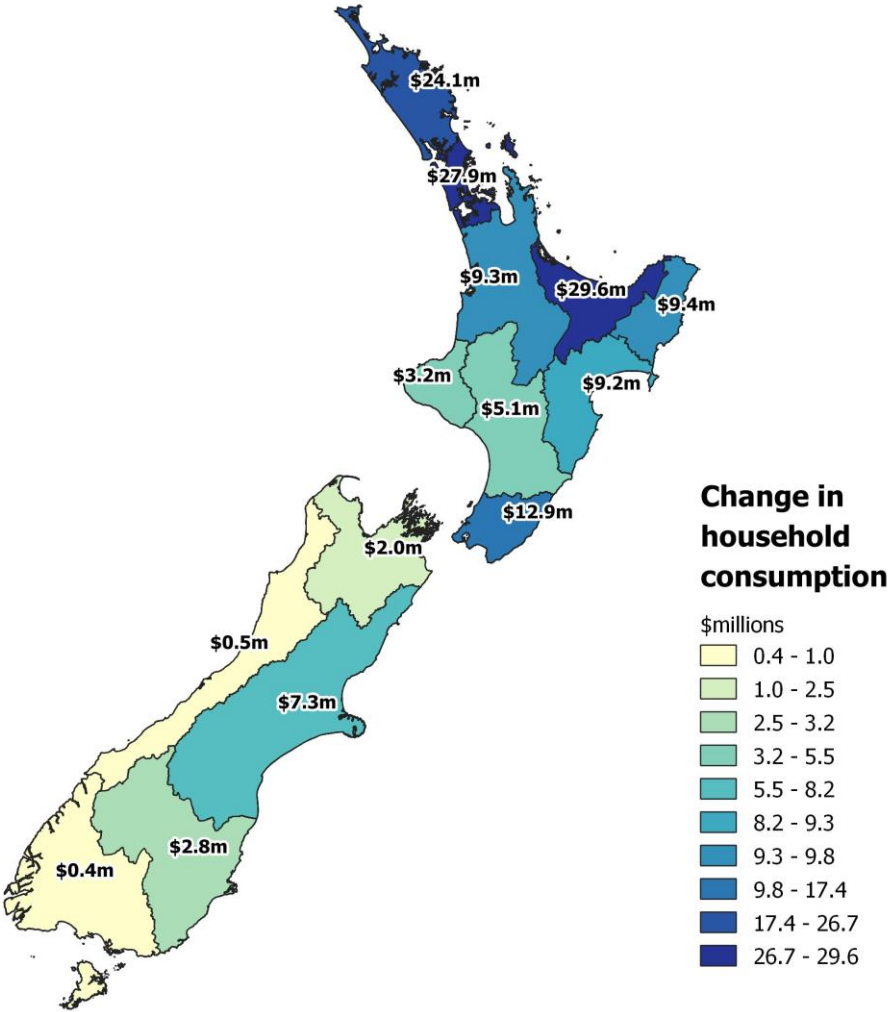 $24.1m
$27.9m
$9.3m
$29.6m
$9.4m
$3.2m
$9.2m
$5.1m
$12.9m
$2.0m
$0.5m
$7.3m
$2.8m
$0.4m
Change in
household
consumption
$millions
0.4 - 1.0
1.0 - 2.5
2.5 - 3.2
3.2 - 5.5
5.5 - 8.2
8.2 - 9.3
9.3 - 9.8
9.8 - 17.4
17.4 - 26.7
26.7 - 29.6